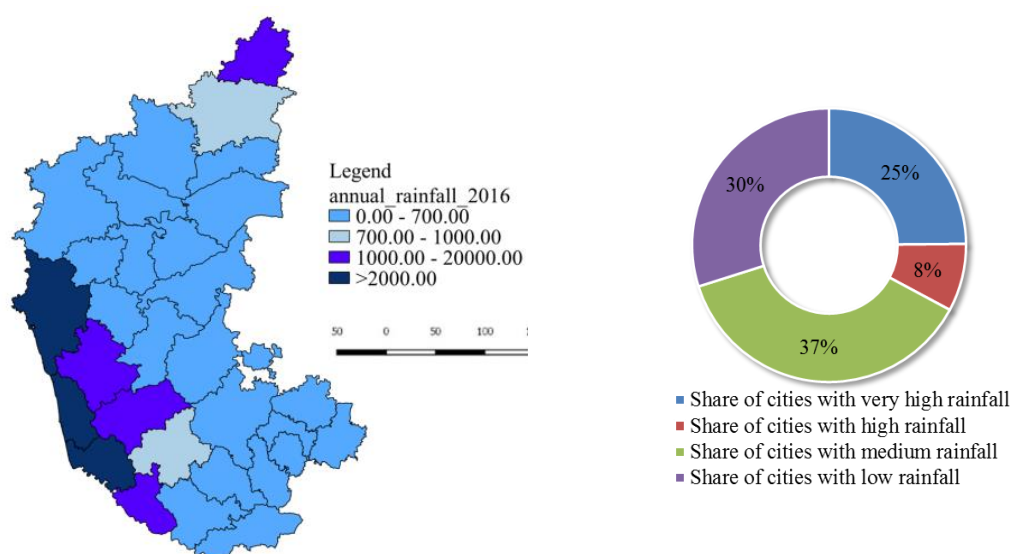 Legend
annual_rainfall_2016
0.00 - 700.00
700.00 - 1000.00
1000.00 - 20000.00
>2000.00
50 0 50 100
25%
30%
8%
37%
Share of cities with very high rainfall
Share of cities with high rainfall
Share of cities with medium rainfall
Share of cities with low rainfall